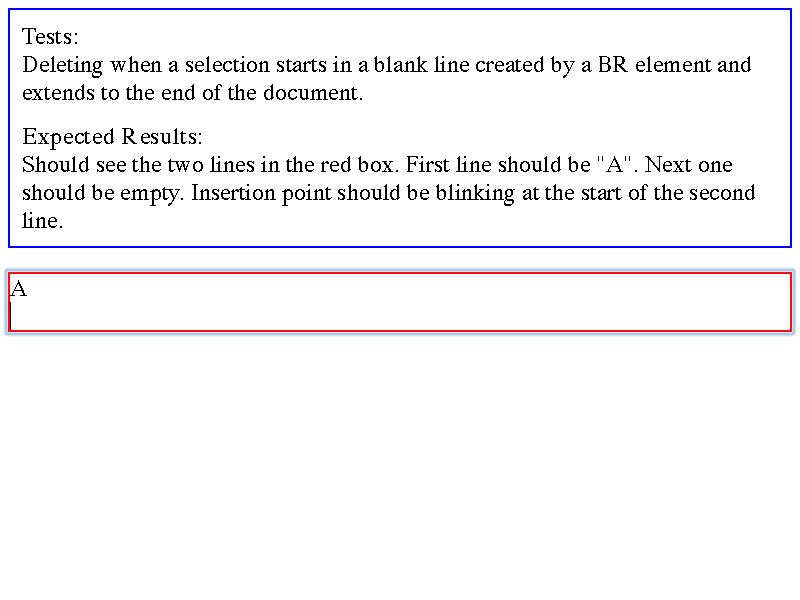 Tests:
Deleting when a selection starts in a blank line created by a BR element and
extends to the end of the document.
Expected Results:
Should see the two lines in the red box. First line should be "A". Next one
should be empty. Insertion point should be blinking at the start of the second
line.
A